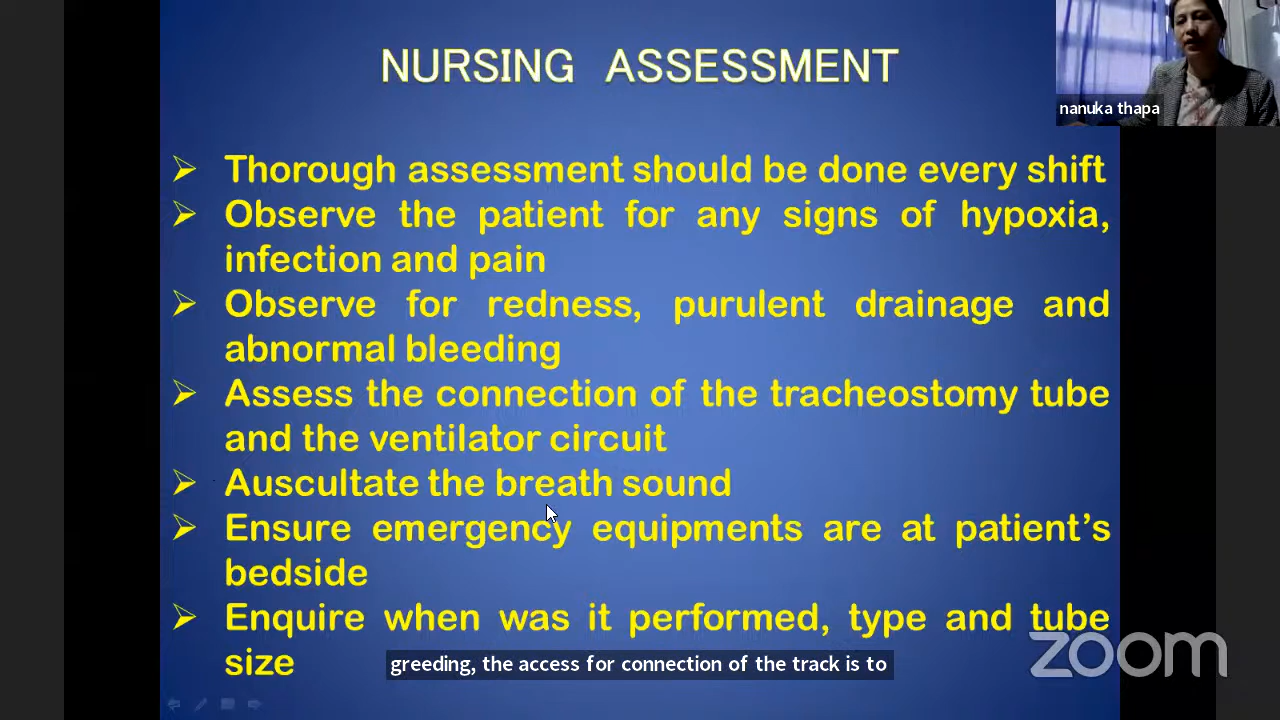 NURSING ASSESSMENT
nanuka thapa
➢ Thorough assessment should be done every shift
➢ Observe the patient for any signs of hypoxia,
infection and pain
➢ Observe for redness, purulent drainage and
abnormal bleeding
➢ Assess the connection of the tracheostomy tube
and the ventilator circuit
➢ Auscultate the breath sound
➢ Ensure emergency equipments are at patient’s
bedside
➢ Enquire when was it performed, type and tube
size
greeding, the access for connection of the track is to
zoom